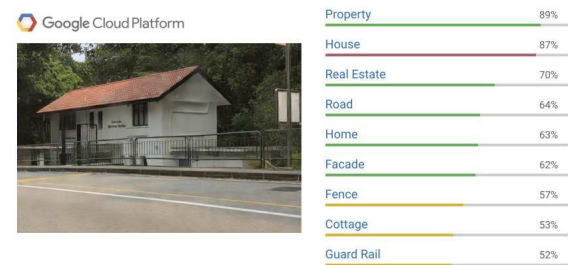 Google Cloud Platform
Property 89%
House 87%
Real Estate 70%
Road 64%
Home 63%
Facade 62%
Fence 57%
Cottage 53%
Guard Rail 52%